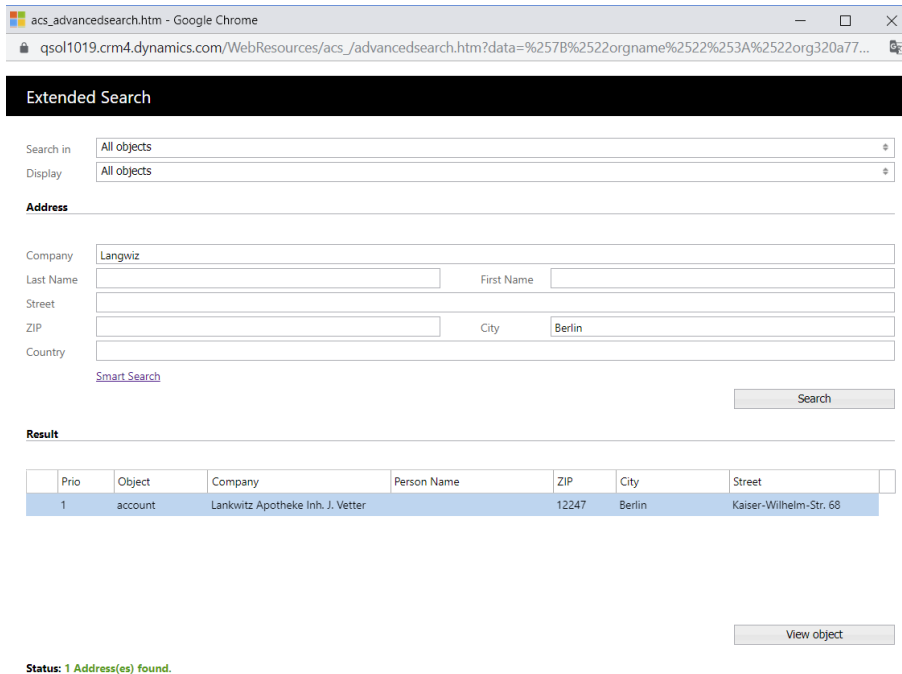 acs_advancedsearch.htm - Google Chrome
qsol1019.crm4.dynamics.com/WebResources/acs_/advancedsearch.htm?data=%257B%2522orgname%2522%253A%2522org320a77...
Extended Search
Search in All objects
Display All objects
Address
Company Langwiz
Last Name First Name
Street
ZIP City Berlin
Country
Smart Search
Search
Result
Prio Object Company Person Name ZIP City Street
1 account Lankwitz Apotheke Inh. J. Vetter 12247 Berlin Kaiser-Wilhelm-Str. 68
View object
Status: 1 Address(es) found.